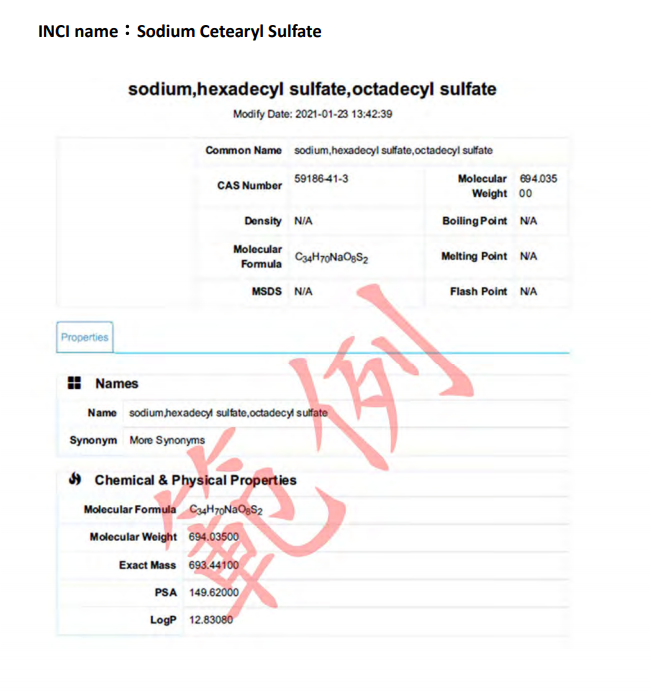 INCI name：Sodium Cetearyl Sulfate
sodium,hexadecyl sulfate,octadecyl sulfate
Modify Date: 2021-01-23 13:42:39
Common Name sodium,hexadecyl sulfate,octadecyl sulfate
CAS Number 59186-41-3 Molecular Weight 694.03500
Density N/A Boiling Point N/A
Molecular Formula C₃₄H₇₀NaO₈S₂ Melting Point N/A
MSDS N/A Flash Point N/A
Properties
Names
Name sodium,hexadecyl sulfate,octadecyl sulfate
Synonym More Synonyms
Chemical & Physical Properties
Molecular Formula C₃₄H₇₀NaO₈S₂
Molecular Weight 694.03500
Exact Mass 693.44100
PSA 149.62000
LogP 12.83080
範例